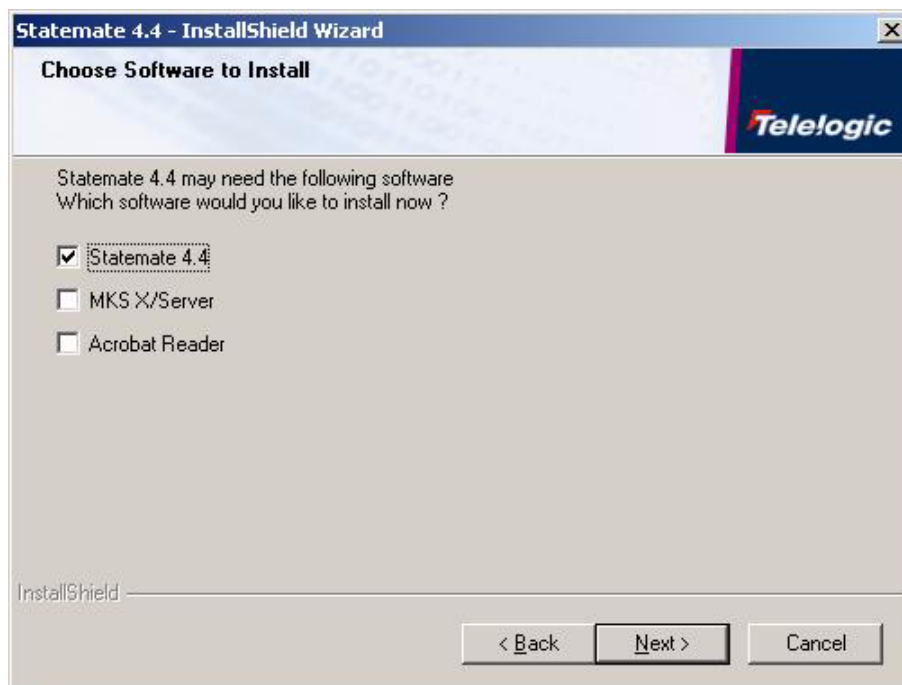 Statemate 4.4 - InstallShield Wizard
Choose Software to Install
Telelogic
Statemate 4.4 may need the following software
Which software would you like to install now ?
Statemate 4.4
MKS X/Server
Acrobat Reader
InstallShield
< Back Next > Cancel